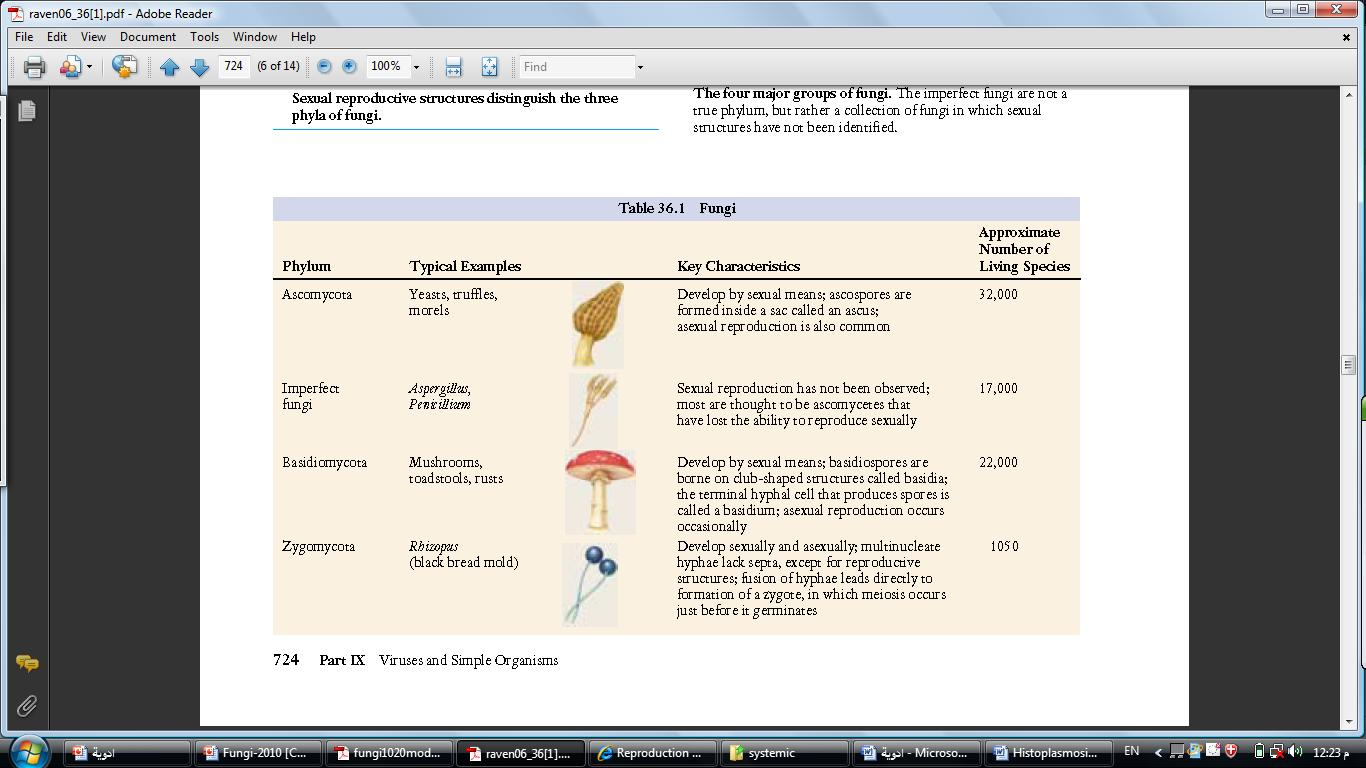 raven06_36[1].pdf - Adobe Reader
File Edit View Document Tools Window Help
724 (6 of 14) 100% Find
Sexual reproductive structures distinguish the three
phyla of fungi.
The four major groups of fungi. The imperfect fungi are not a
true phylum, but rather a collection of fungi in which sexual
structures have not been identified.
Table 36.1 Fungi
Phylum Typical Examples Key Characteristics Approximate
Number of
Living Species
Ascomycota Yeasts, truffles, Develop by sexual means; ascospores are 32,000
morels formed inside a sac called an ascus;
asexual reproduction is also common
Imperfect Aspergillus, Sexual reproduction has not been observed; 17,000
fungi Penicillium most are thought to be ascomycetes that
have lost the ability to reproduce sexually
Basidiomycota Mushrooms, Develop by sexual means; basidiospores are 22,000
toadstools, rusts borne on club-shaped structures called basidia;
the terminal hyphal cell that produces spores is
called a basidium; asexual reproduction occurs
occasionally
Zygomycota Rhizopus Develop sexually and asexually; multinucleate 1050
(black bread mold) hyphae lack septa, except for reproductive
structures; fusion of hyphae leads directly to
formation of a zygote, in which meiosis occurs
just before it germinates
724 Part IX Viruses and Simple Organisms
ادوية Fungi-2010 [C... fungi1020mod... raven06_36[1].... Reproduction ... systemic ادوية - Microso... Histoplasmosi... EN 12:23 م